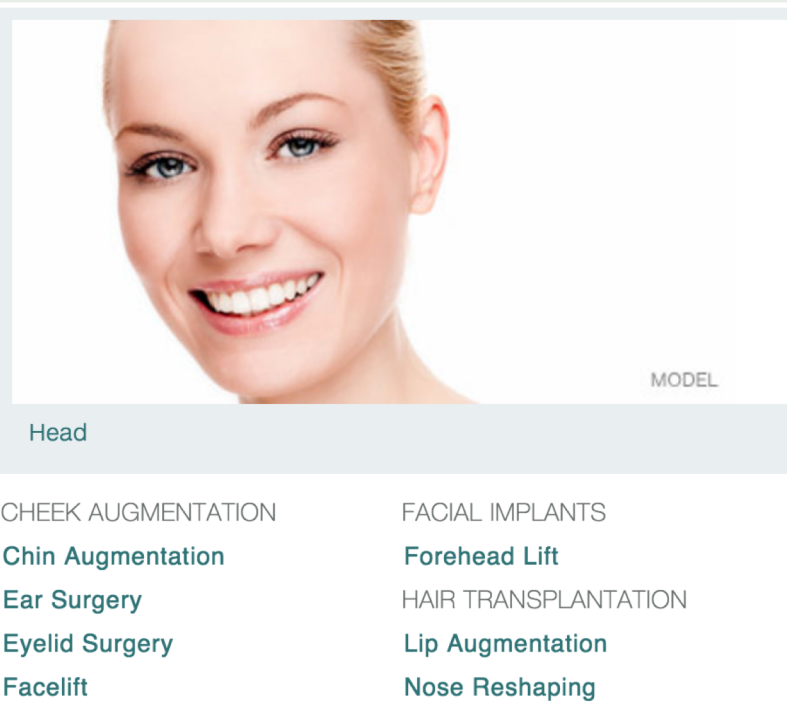 MODEL
Head
CHEEK AUGMENTATION
Chin Augmentation
Ear Surgery
Eyelid Surgery
Facelift
FACIAL IMPLANTS
Forehead Lift
HAIR TRANSPLANTATION
Lip Augmentation
Nose Reshaping